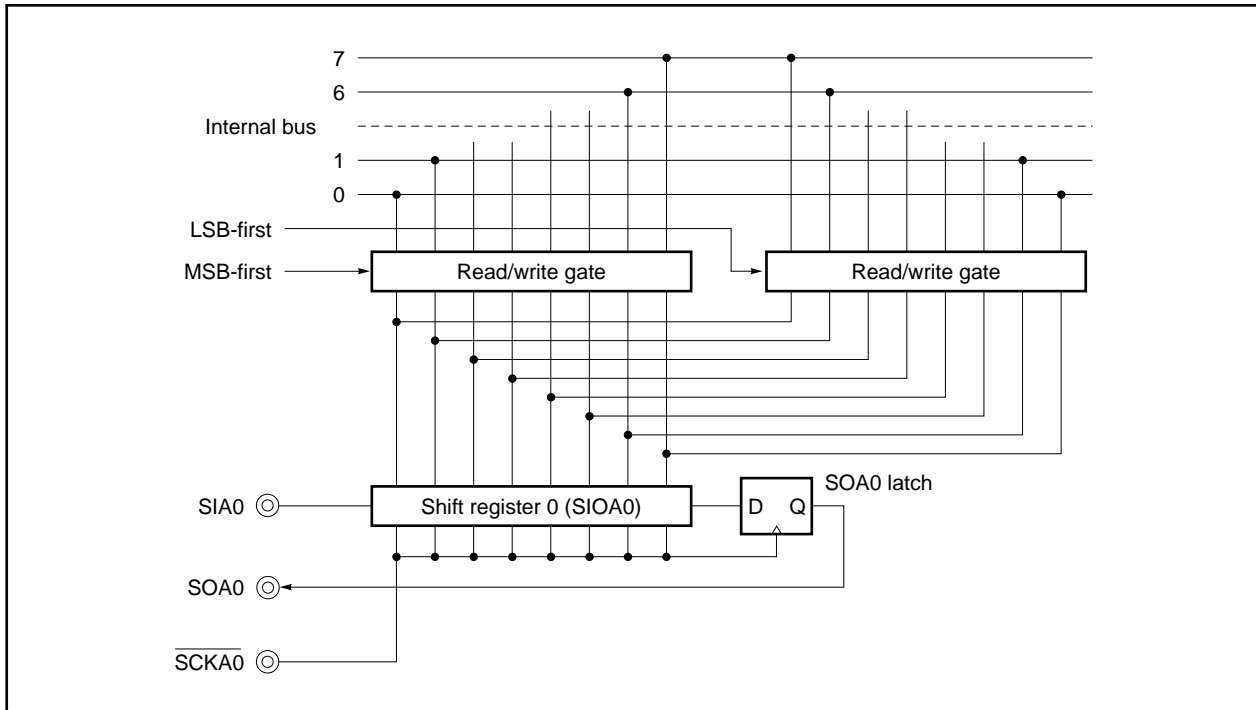 7
6
Internal bus
1
0
LSB-first
MSB-first
Read/write gate
Read/write gate
SOA0 latch
SIA0
Shift register 0 (SIOA0)
D Q
SOA0
SCKA0